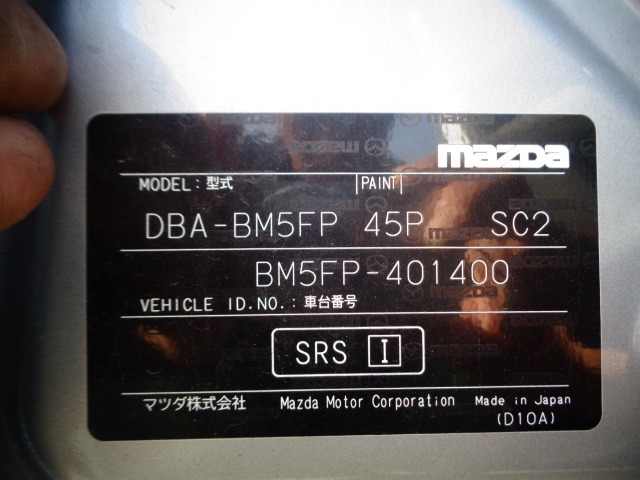 mazda
MODEL: 型式 PAINT
DBA-BM5FP 45P SC2
BM5FP-401400
VEHICLE ID.NO.: 車台番号
SRS I
マツダ株式会社 Mazda Motor Corporation Made in Japan
(D10A)